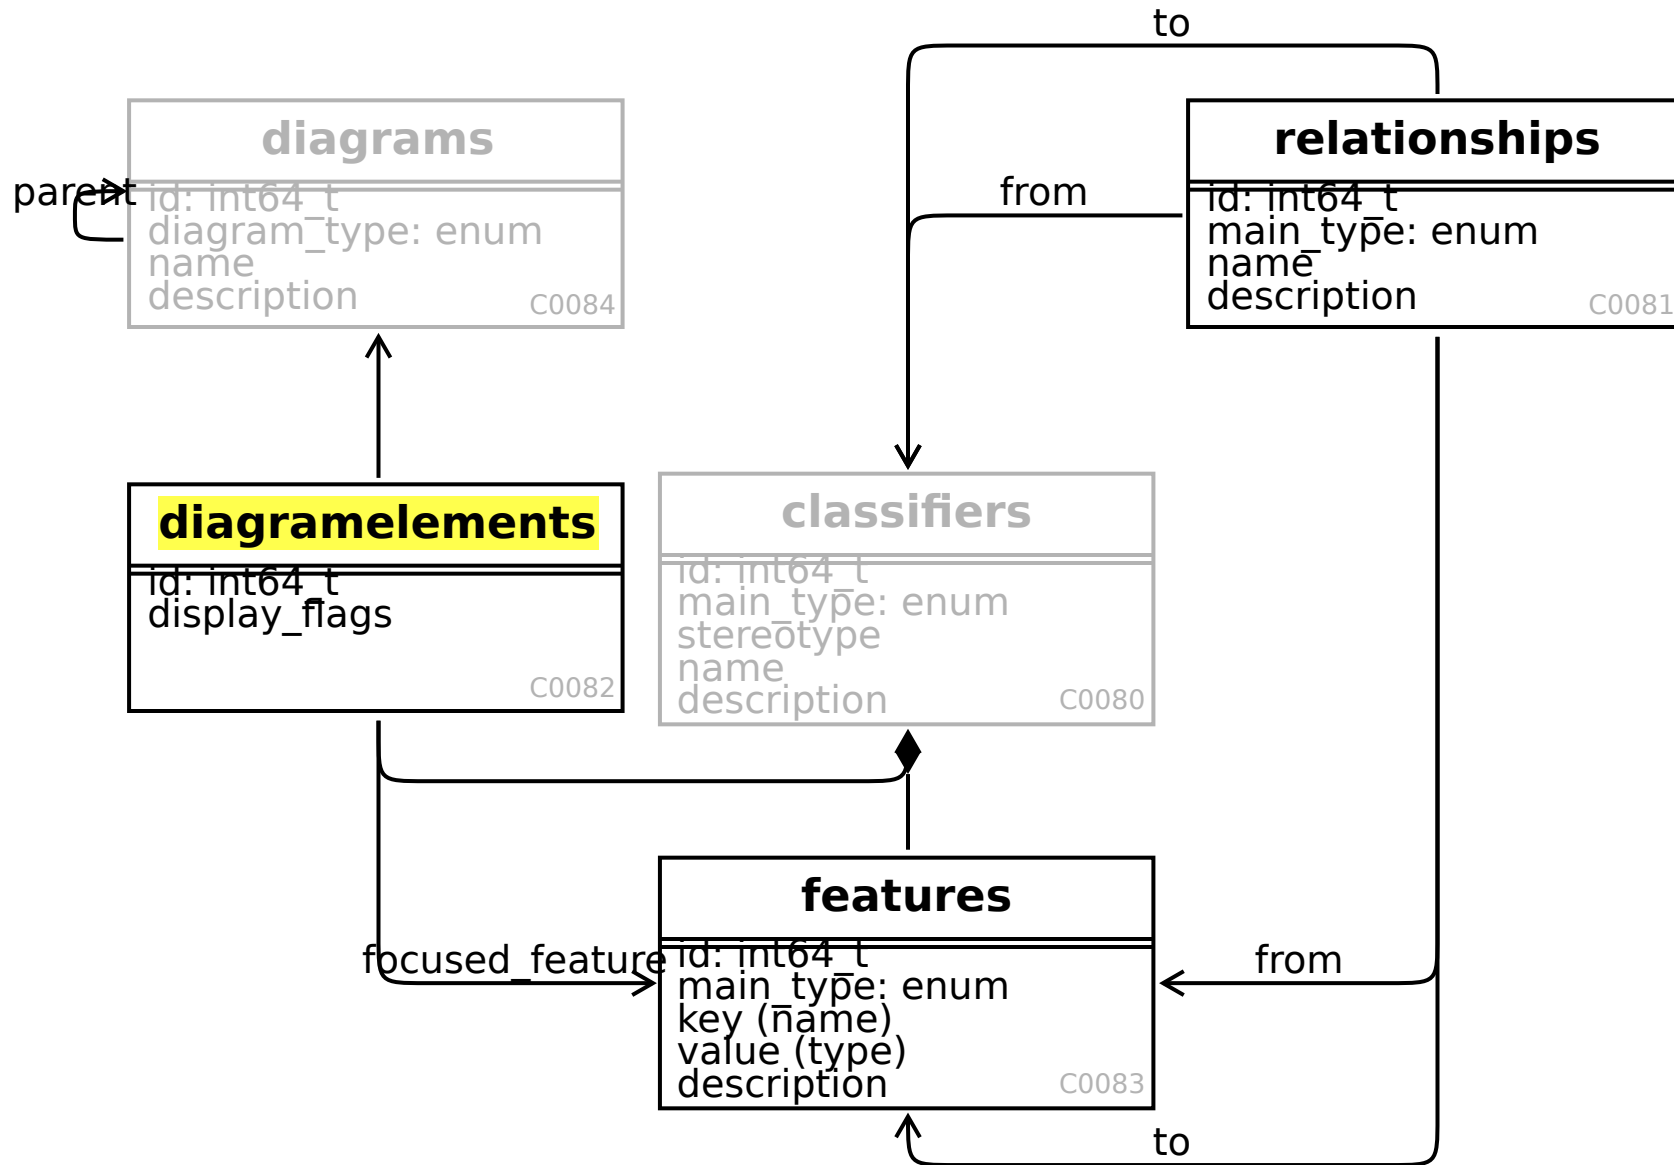 to
diagrams
relationships
parent
id: int64_t
diagram_type: enum
name
description
C0084
from
id: int64_t
main_type: enum
name
description
C0081
diagramelements
id: int64_t
display_flags
C0082
classifiers
id: int64_t
main_type: enum
stereotype
name
description
C0080
features
focused_feature
id: int64_t
main_type: enum
key (name)
value (type)
description
C0083
from
to